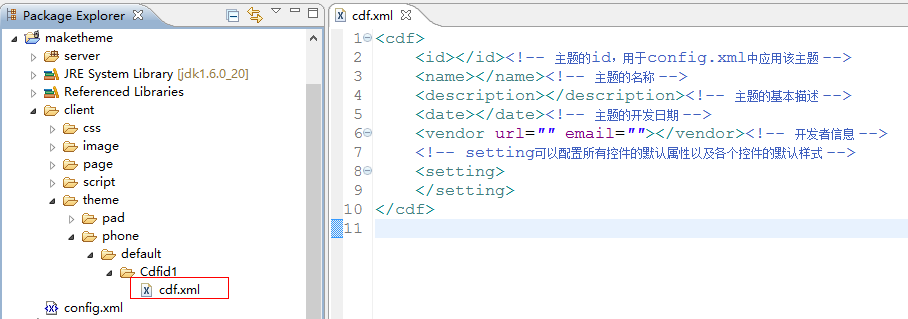 Package Explorer
maketheme
server
JRE System Library [jdk1.6.0_20]
Referenced Libraries
client
css
image
page
script
theme
pad
phone
default
Cdfid1
cdf.xml
config.xml
cdf.xml
1 <cdf>
2 <id></id><!-- 主题的id，用于config.xml中应用该主题 -->
3 <name></name><!-- 主题的名称 -->
4 <description></description><!-- 主题的基本描述 -->
5 <date></date><!-- 主题的开发日期 -->
6 <vendor url="" email=""></vendor><!-- 开发者信息 -->
7 <!-- setting可以配置所有控件的默认属性以及各个控件的默认样式 -->
8 <setting>
9 </setting>
10 </cdf>
11